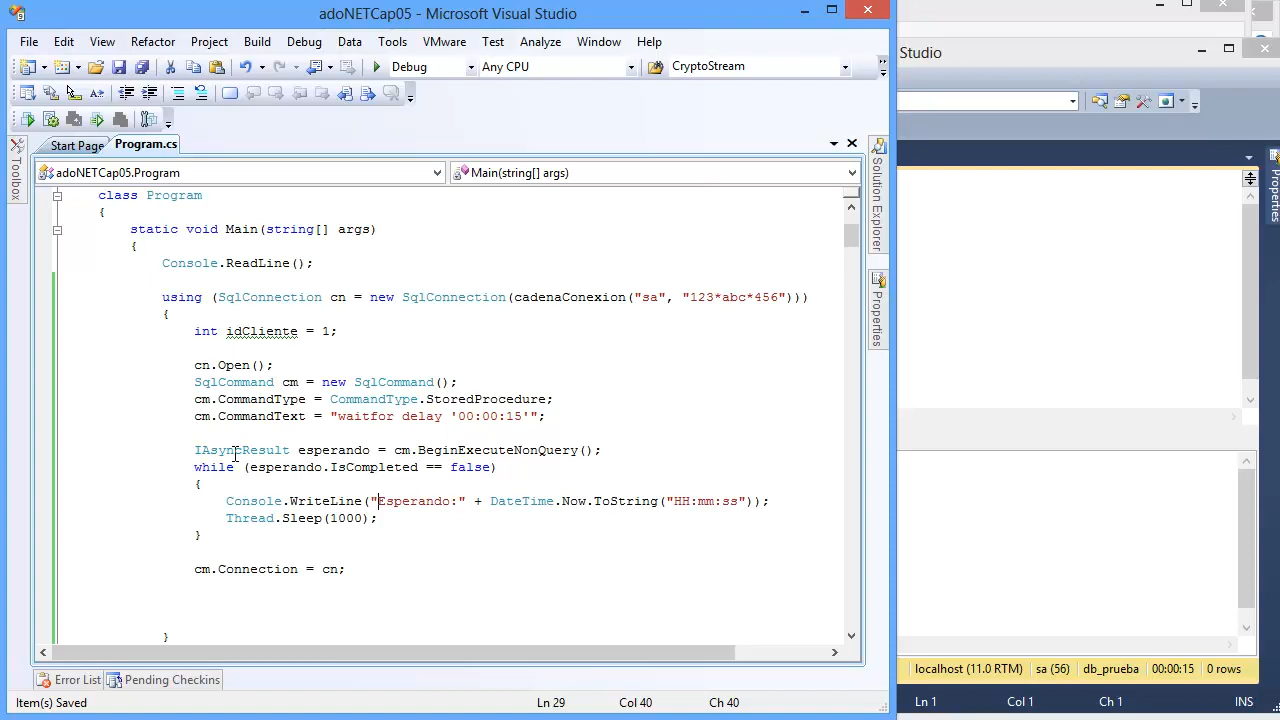 adoNETCap05 - Microsoft Visual Studio
Studio
File Edit View Refactor Project Build Debug Data Tools VMware Test Analyze Window Help
Debug Any CPU CryptoStream
Start Page Program.cs
Toolbox
adoNETCap05.Program Main(string[] args)
Solution Explorer
Properties
Properties
class Program
{
static void Main(string[] args)
{
Console.ReadLine();
using (SqlConnection cn = new SqlConnection(cadenaConexion("sa", "123*abc*456")))
{
int idCliente = 1;
cn.Open();
SqlCommand cm = new SqlCommand();
cm.CommandType = CommandType.StoredProcedure;
cm.CommandText = "waitfor delay '00:00:15'";
IAsyncResult esperando = cm.BeginExecuteNonQuery();
while (esperando.IsCompleted == false)
{
Console.WriteLine("Esperando:" + DateTime.Now.ToString("HH:mm:ss"));
Thread.Sleep(1000);
}
cm.Connection = cn;
}
Error List Pending Checkins
localhost (11.0 RTM) sa (56) db_prueba 00:00:15 0 rows
Item(s) Saved Ln 29 Col 40 Ch 40
Ln 1 Col 1 Ch 1 INS